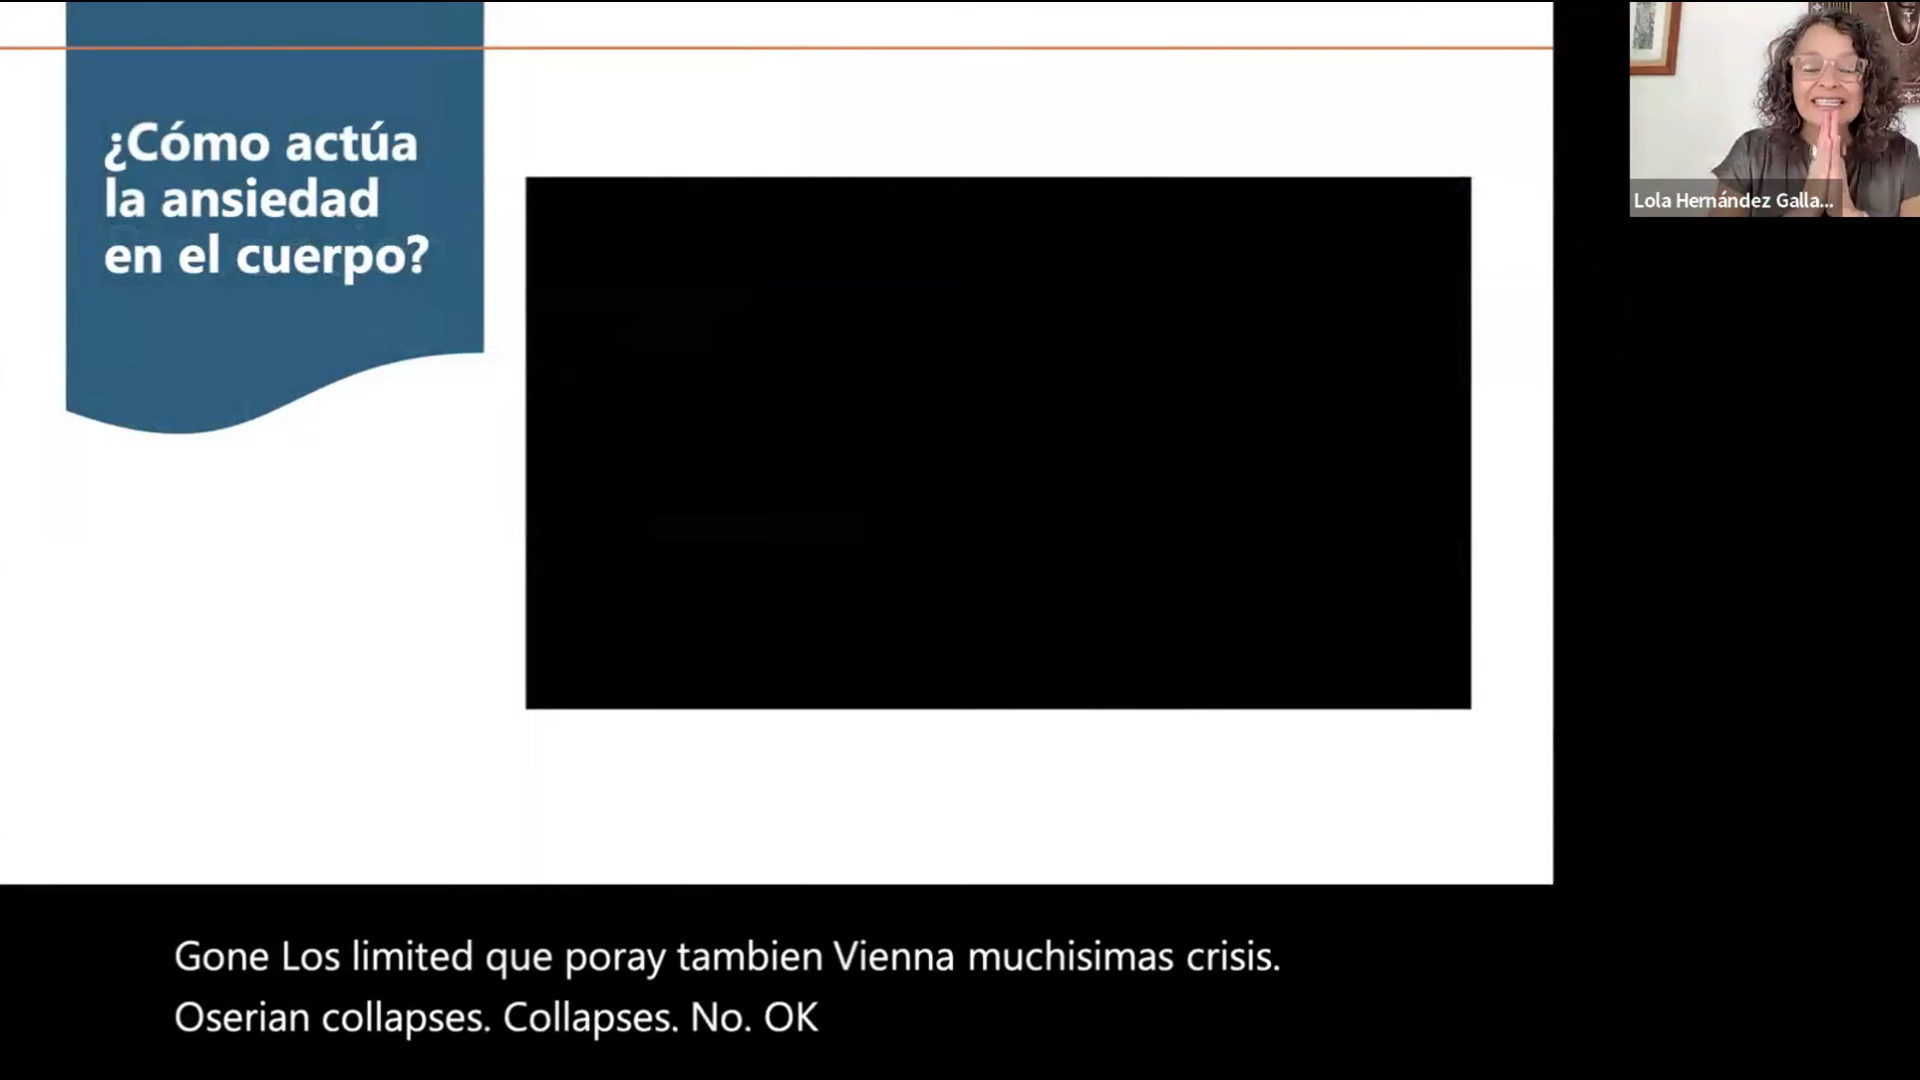 ¿Cómo actúa
la ansiedad
en el cuerpo?
Lola Hernández Galla...
Gone Los limited que poray tambien Vienna muchisimas crisis.
Oserian collapses. Collapses. No. OK